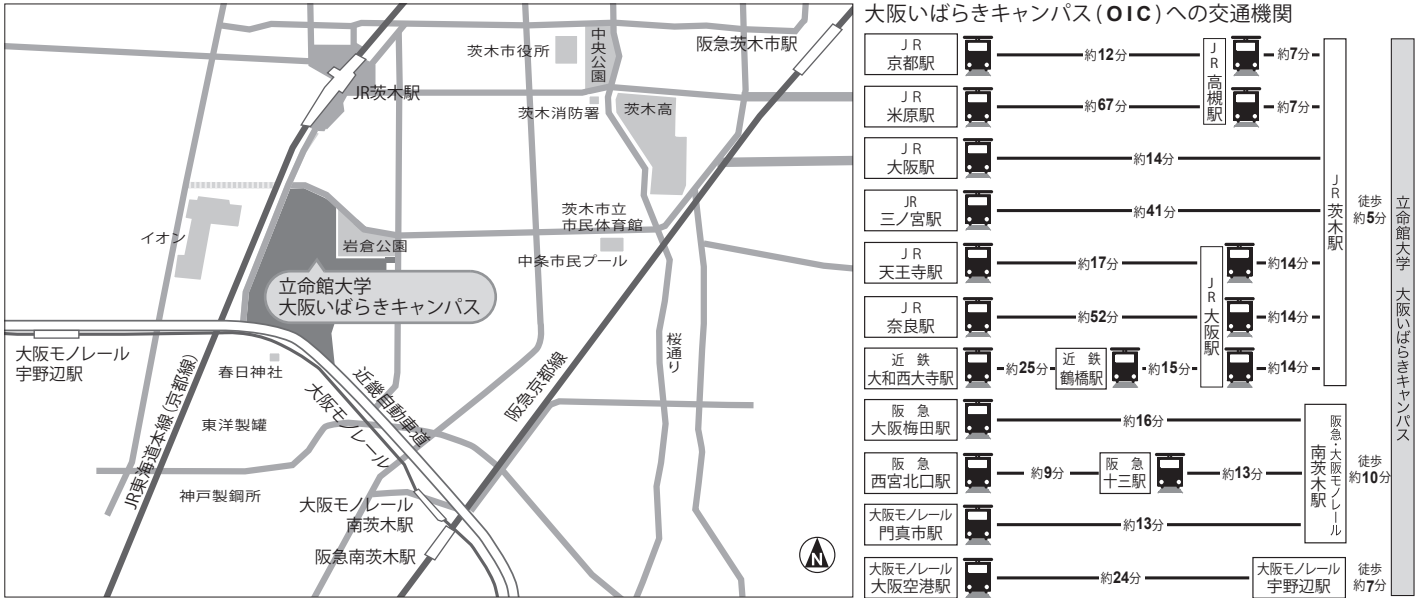 茨木市役所
中央公園
阪急茨木市駅
JR茨木駅
茨木消防署
茨木高
イオン
岩倉公園
茨木市立
市民体育館
中条市民プール
立命館大学
大阪いばらきキャンパス
桜通り
大阪モノレール
宇野辺駅
春日神社
JR東海道本線(京都線)
東洋製罐
大阪モノレール
近畿自動車道
阪急京都線
神戸製鋼所
大阪モノレール
南茨木駅
阪急南茨木駅
N
大阪いばらきキャンパス(OIC)への交通機関
JR
京都駅
約12分
JR高槻駅
約7分
JR
米原駅
約67分
約7分
JR
大阪駅
約14分
JR
三ノ宮駅
約41分
JR茨木駅
徒歩
約5分
JR
天王寺駅
約17分
JR大阪駅
約14分
JR
奈良駅
約52分
約14分
近鉄
大和西大寺駅
約25分
近鉄
鶴橋駅
約15分
約14分
阪急
大阪梅田駅
約16分
阪急・大阪モノレール
南茨木駅
阪急
西宮北口駅
約9分
阪急
十三駅
約13分
徒歩
約10分
大阪モノレール
門真市駅
約13分
大阪モノレール
大阪空港駅
約24分
大阪モノレール
宇野辺駅
徒歩
約7分
立命館大学 大阪いばらきキャンパス